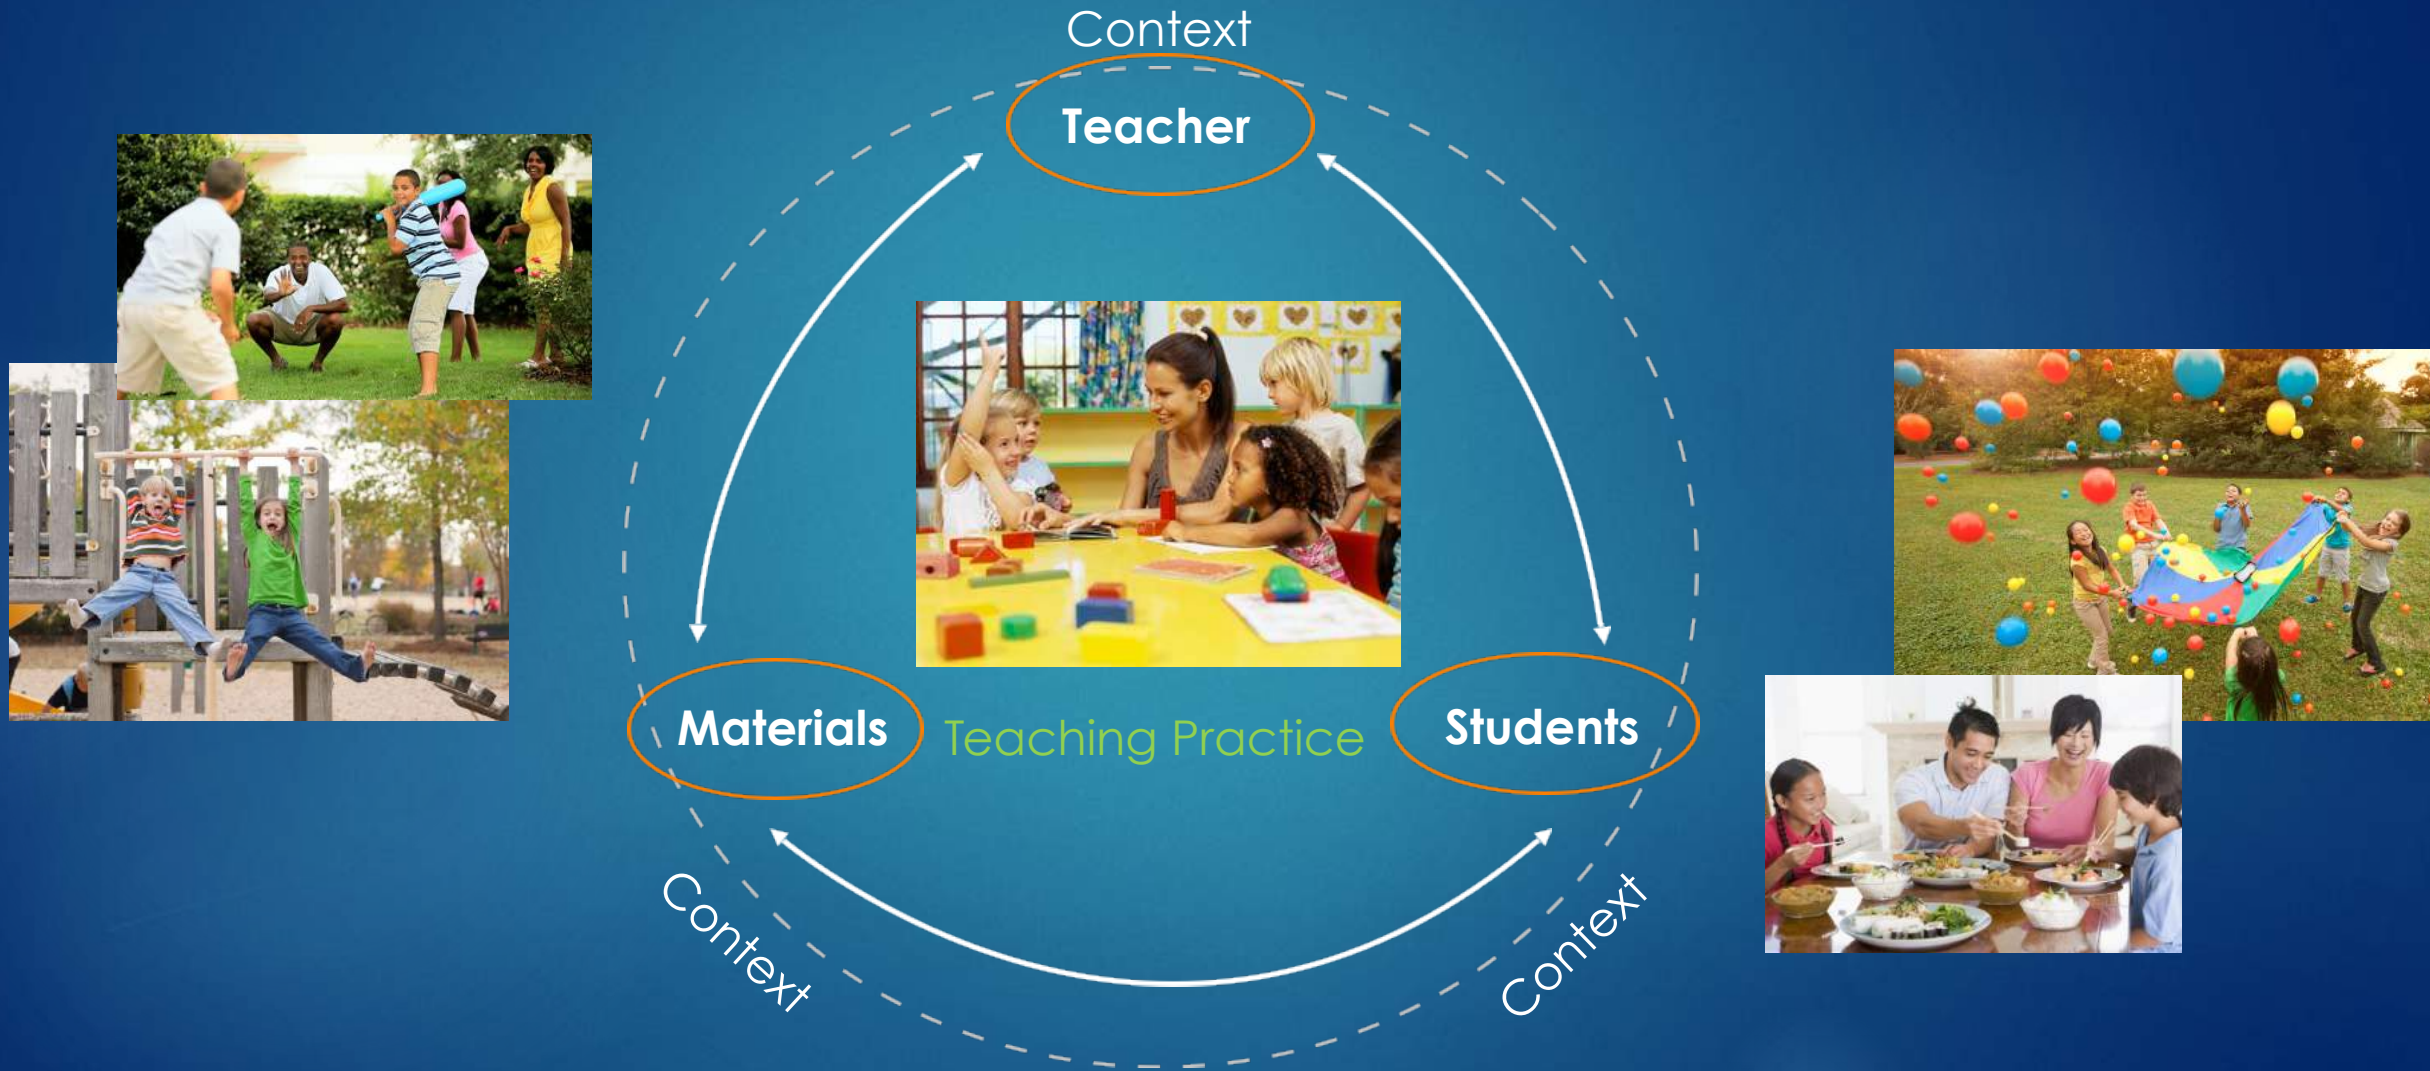 Context
Teacher
Materials
Teaching Practice
Students
Context
Context